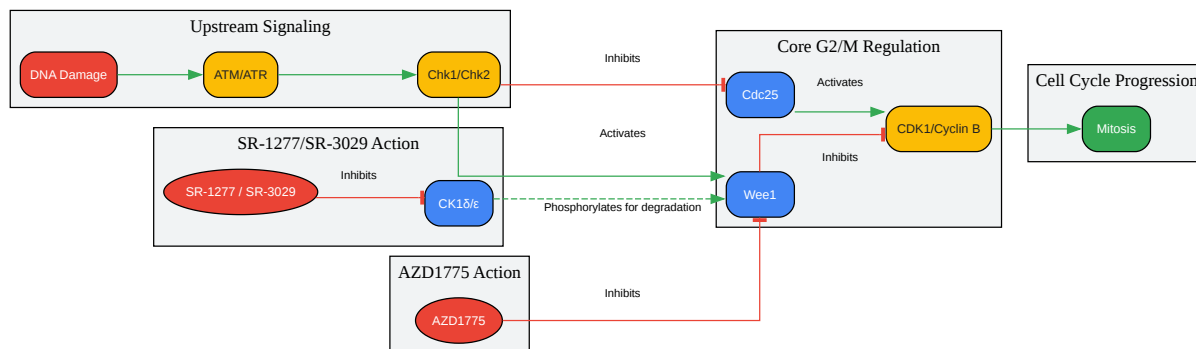 Upstream Signaling
DNA Damage
ATM/ATR
Chk1/Chk2
Inhibits
Activates
SR-1277/SR-3029 Action
SR-1277 / SR-3029
Inhibits
CK1δ/ε
Phosphorylates for degradation
AZD1775 Action
AZD1775
Inhibits
Core G2/M Regulation
Cdc25
Activates
CDK1/Cyclin B
Inhibits
Wee1
Cell Cycle Progression
Mitosis